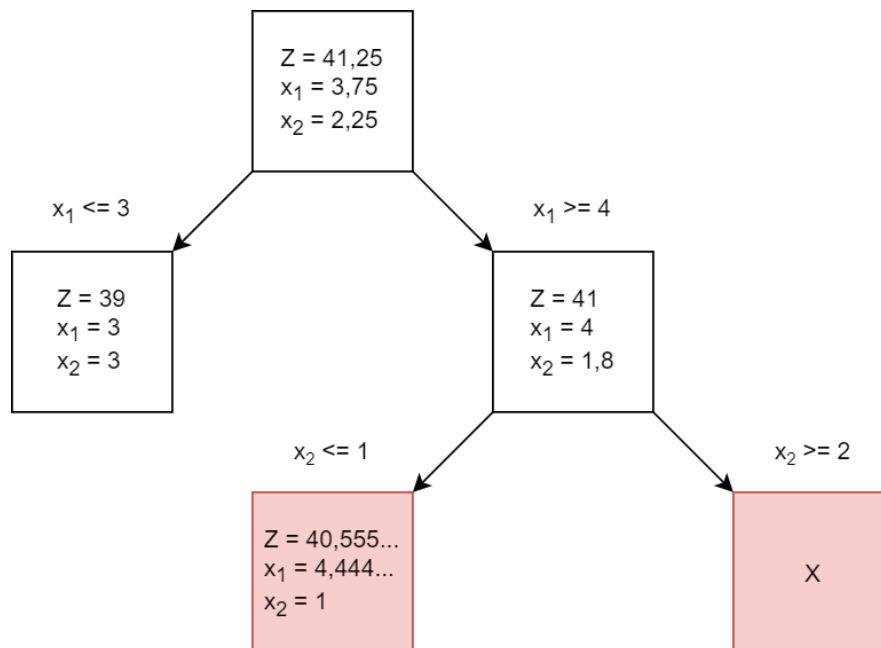 Z = 41,25
x₁ = 3,75
x₂ = 2,25
x₁ <= 3
x₁ >= 4
Z = 39
x₁ = 3
x₂ = 3
Z = 41
x₁ = 4
x₂ = 1,8
x₂ <= 1
x₂ >= 2
Z = 40,555...
x₁ = 4,444...
x₂ = 1
X